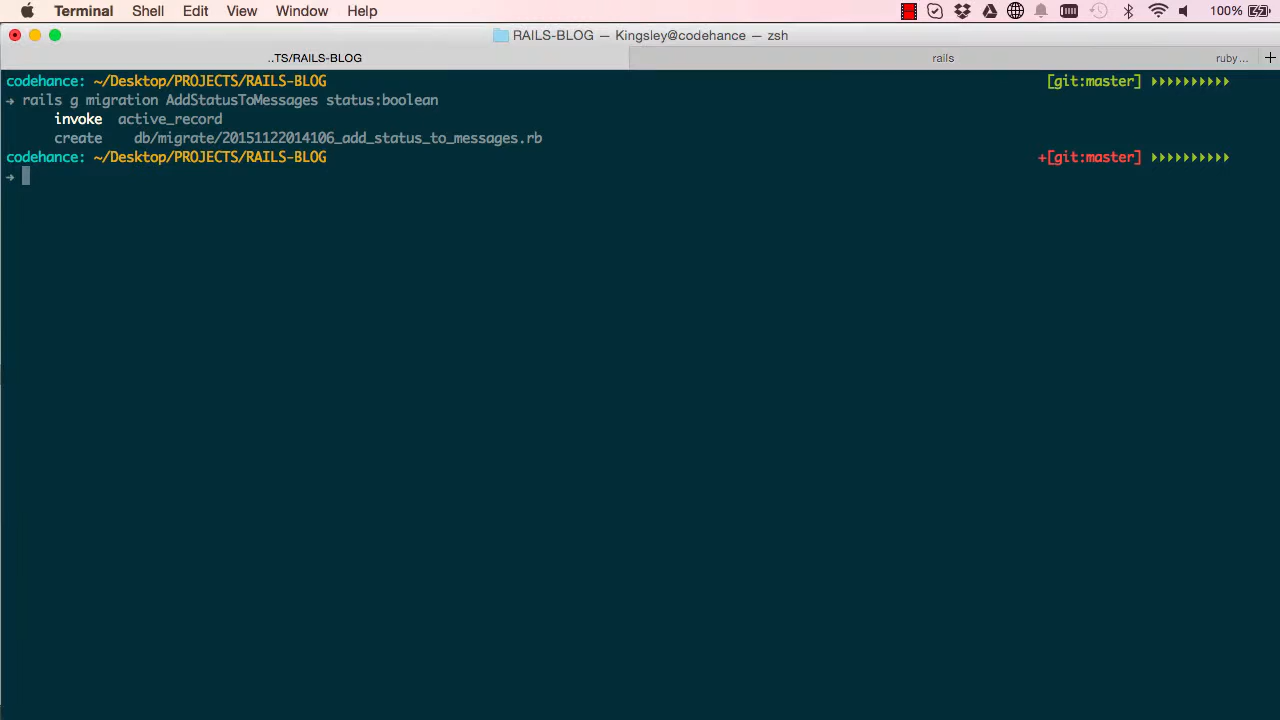 Terminal Shell Edit View Window Help 100%
RAILS-BLOG — Kingsley@codehance — zsh
..TS/RAILS-BLOG rails ruby... +
codehance: ~/Desktop/PROJECTS/RAILS-BLOG [git:master]
→ rails g migration AddStatusToMessages status:boolean
invoke active_record
create db/migrate/20151122014106_add_status_to_messages.rb
codehance: ~/Desktop/PROJECTS/RAILS-BLOG +[git:master]
→